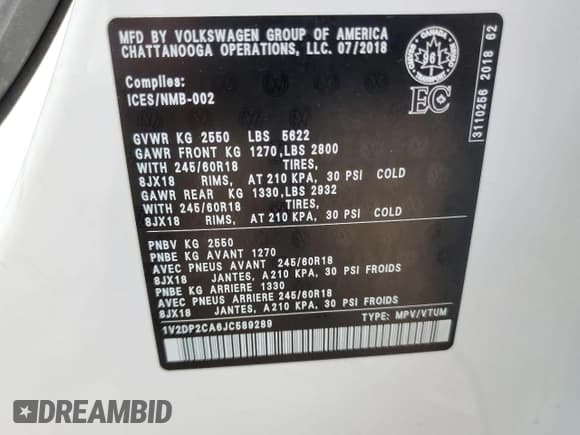 MFD BY VOLKSWAGEN GROUP OF AMERICA
CHATTANOOGA OPERATIONS, LLC. 07/2018
CANADA
TRANSPORT
EC
3110256 2018 62
Complies:
ICES/NMB-002
GVWR KG 2550 LBS 5622
GAWR FRONT KG 1270,LBS 2800
WITH 245/60R18 TIRES,
8JX18 RIMS, AT 210 KPA, 30 PSI COLD
GAWR REAR KG 1330,LBS 2932
WITH 245/60R18 TIRES,
8JX18 RIMS, AT 210 KPA, 30 PSI COLD
PNBV KG 2550
PNBE KG AVANT 1270
AVEC PNEUS AVANT 245/60R18
8JX18 JANTES, A 210 KPA, 30 PSI FROIDS
PNBE KG ARRIERE 1330
AVEC PNEUS ARRIERE 245/60R18
8JX18 JANTES, A 210 KPA, 30 PSI FROIDS
1V2DP2CA6JC589289 TYPE: MPV/VTUM
DREAMBID